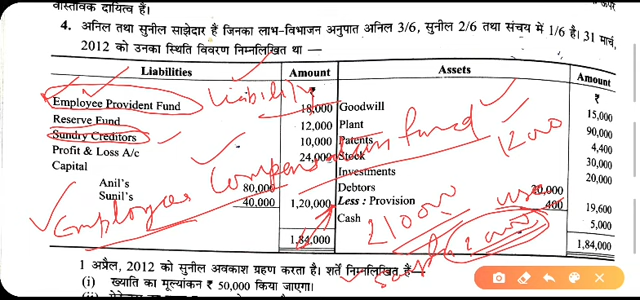 वास्तविक दायित्व है।
4. अनिल तथा सुनील साझेदार हैं जिनका लाभ-विभाजन अनुपात अनिल 3/6, सुनील 2/6 तथा संचय में 1/6 है। 31 मार्च,
2012 को उनका स्थिति विवरण निम्नलिखित था —
Liabilities Amount Assets Amount
₹ ₹
Employee Provident Fund 18,000 Goodwill 15,000
Liability
Reserve Fund 12,000 Plant 90,000
Sundry Creditors 10,000 Patents 4,400
Profit & Loss A/c 24,000 Stock 30,000
Capital Investments 20,000
Anil's 80,000 Debtors 20,000
Sunil's 40,000 1,20,000 Less : Provision 400 19,600
Cash 5,000
1,84,000 1,84,000
Employees Compensation fund
1 अप्रैल, 2012 को सुनील अवकाश ग्रहण करता है। शर्तें निम्नलिखित हैं
(i) ख्याति का मूल्यांकन ₹ 50,000 किया जाएगा।